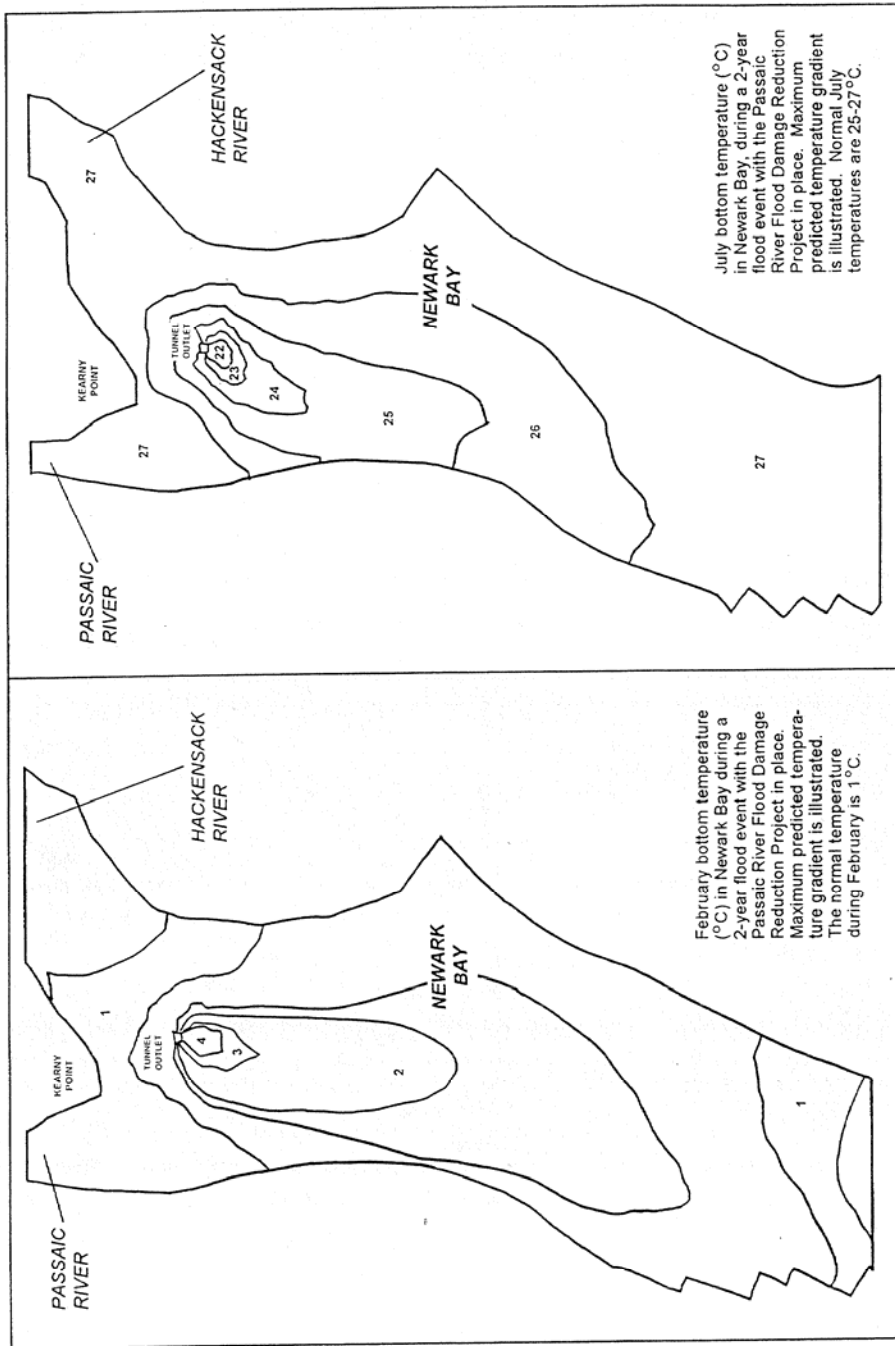 PASSAIC
RIVER
KEARNY
POINT
HACKENSACK
RIVER
1
TUNNEL
OUTLET
4
3
2
NEWARK
BAY
1
February bottom temperature
(°C) in Newark Bay during a
2-year flood event with the
Passaic River Flood Damage
Reduction Project in place.
Maximum predicted tempera-
ture gradient is illustrated.
The normal temperature
during February is 1°C.
PASSAIC
RIVER
KEARNY
POINT
HACKENSACK
RIVER
27
27
TUNNEL
OUTLET
22
23
24
25
26
NEWARK
BAY
27
July bottom temperature (°C)
in Newark Bay, during a 2-year
flood event with the Passaic
River Flood Damage Reduction
Project in place. Maximum
predicted temperature gradient
is illustrated. Normal July
temperatures are 25-27°C.